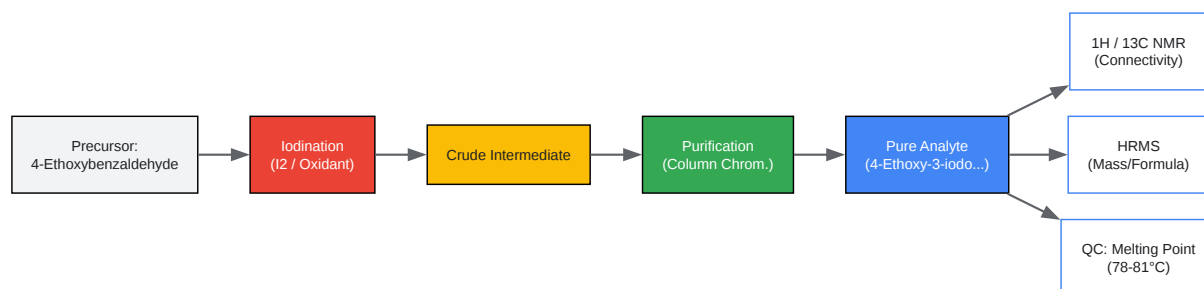 Precursor:
4-Ethoxybenzaldehyde
Iodination
(I2 / Oxidant)
Crude Intermediate
Purification
(Column Chrom.)
Pure Analyte
(4-Ethoxy-3-iodo...)
1H / 13C NMR
(Connectivity)
HRMS
(Mass/Formula)
QC: Melting Point
(78-81°C)